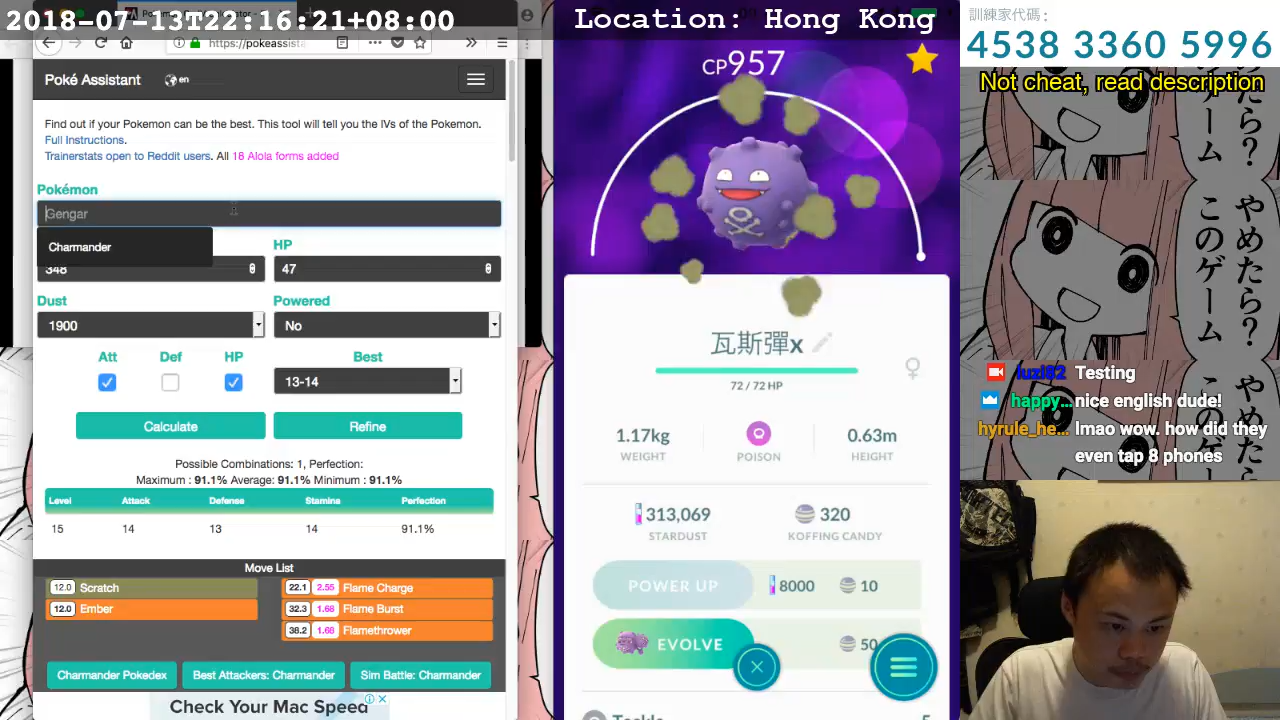 2018-07-13T22:16:21+08:00
https://pokeassista
Poké Assistant
en
Find out if your Pokemon can be the best. This tool will tell you the IVs of the Pokemon.
Full Instructions.
Trainerstats open to Reddit users. All 18 Alola forms added
Pokémon
Gengar
Charmander
HP
348
47
Dust
Powered
1900
No
Att
Def
HP
Best
13-14
Calculate
Refine
Possible Combinations: 1, Perfection:
Maximum : 91.1% Average: 91.1% Minimum : 91.1%
Level Attack Defense Stamina Perfection
15 14 13 14 91.1%
Move List
12.0 Scratch
12.0 Ember
22.1 2.55 Flame Charge
32.3 1.68 Flame Burst
38.2 1.68 Flamethrower
Charmander Pokedex
Best Attackers: Charmander
Sim Battle: Charmander
Check Your Mac Speed
Location: Hong Kong
CP957
瓦斯彈x
72 / 72 HP
1.17kg
WEIGHT
POISON
0.63m
HEIGHT
313,069
STARDUST
320
KOFFING CANDY
POWER UP
8000
10
EVOLVE
50
Tackle
5
訓練家代碼：
4538 3360 5996
Not cheat, read description
やめたら？
このゲーム
luzi82 Testing
happy... nice english dude!
hyrule_he... lmao wow. how did they
even tap 8 phones